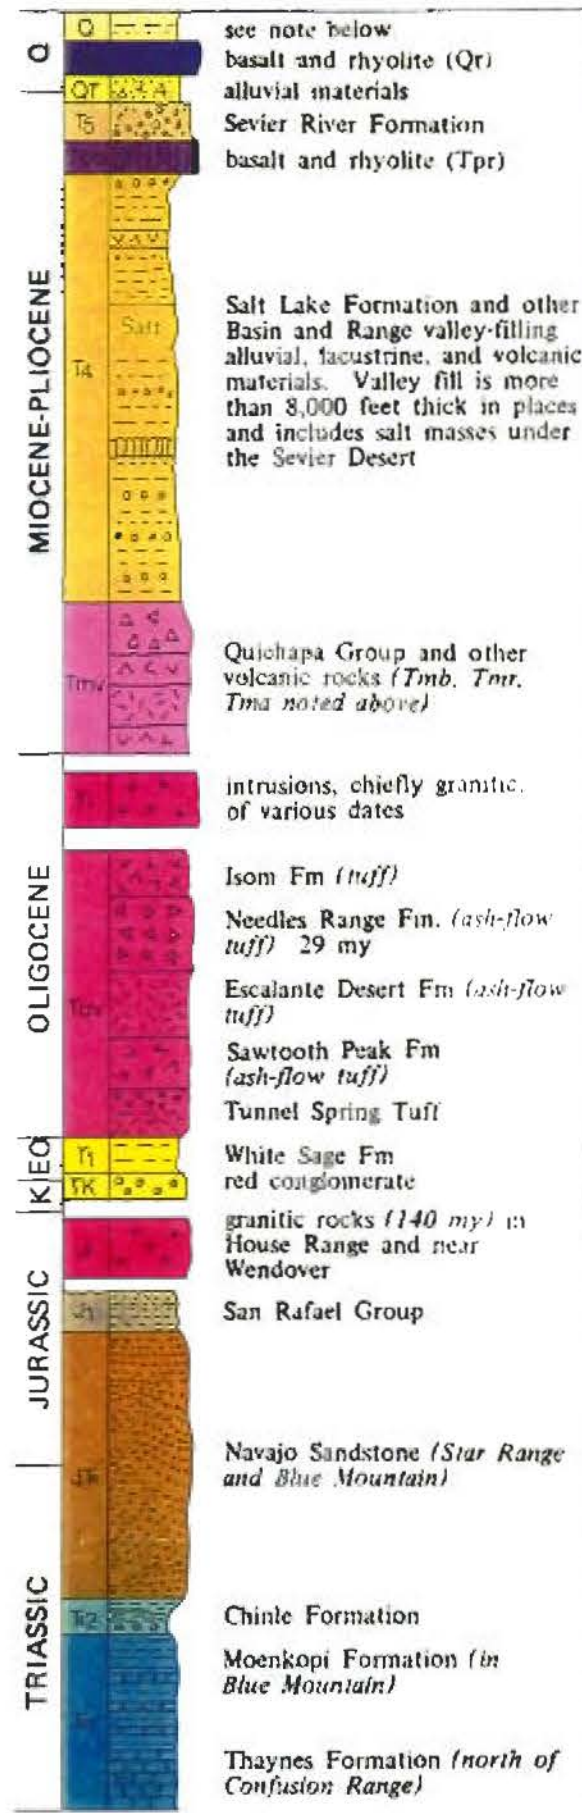 Q
Q
see note below
basalt and rhyolite (Qr)
QT
alluvial materials
T5
Sevier River Formation
basalt and rhyolite (Tpr)
MIOCENE-PLIOCENE
T4
Salt
Salt Lake Formation and other
Basin and Range valley-filling
alluvial, lacustrine, and volcanic
materials. Valley fill is more
than 8,000 feet thick in places
and includes salt masses under
the Sevier Desert
Tmv
Quichapa Group and other
volcanic rocks (Tmb, Tmr,
Tma noted above)
OLIGOCENE
Ti
intrusions, chiefly granitic,
of various dates
Isom Fm (tuff)
Needles Range Fm. (ash-flow
tuff) 29 my
Escalante Desert Fm (ash-flow
tuff)
Sawtooth Peak Fm
(ash-flow tuff)
Tunnel Spring Tuff
EO
T1
White Sage Fm
K
TK
red conglomerate
JURASSIC
granitic rocks (140 my) in
House Range and near
Wendover
San Rafael Group
Navajo Sandstone (Star Range
and Blue Mountain)
TRIASSIC
Chinle Formation
Moenkopi Formation (in
Blue Mountain)
Thaynes Formation (north of
Confusion Range)